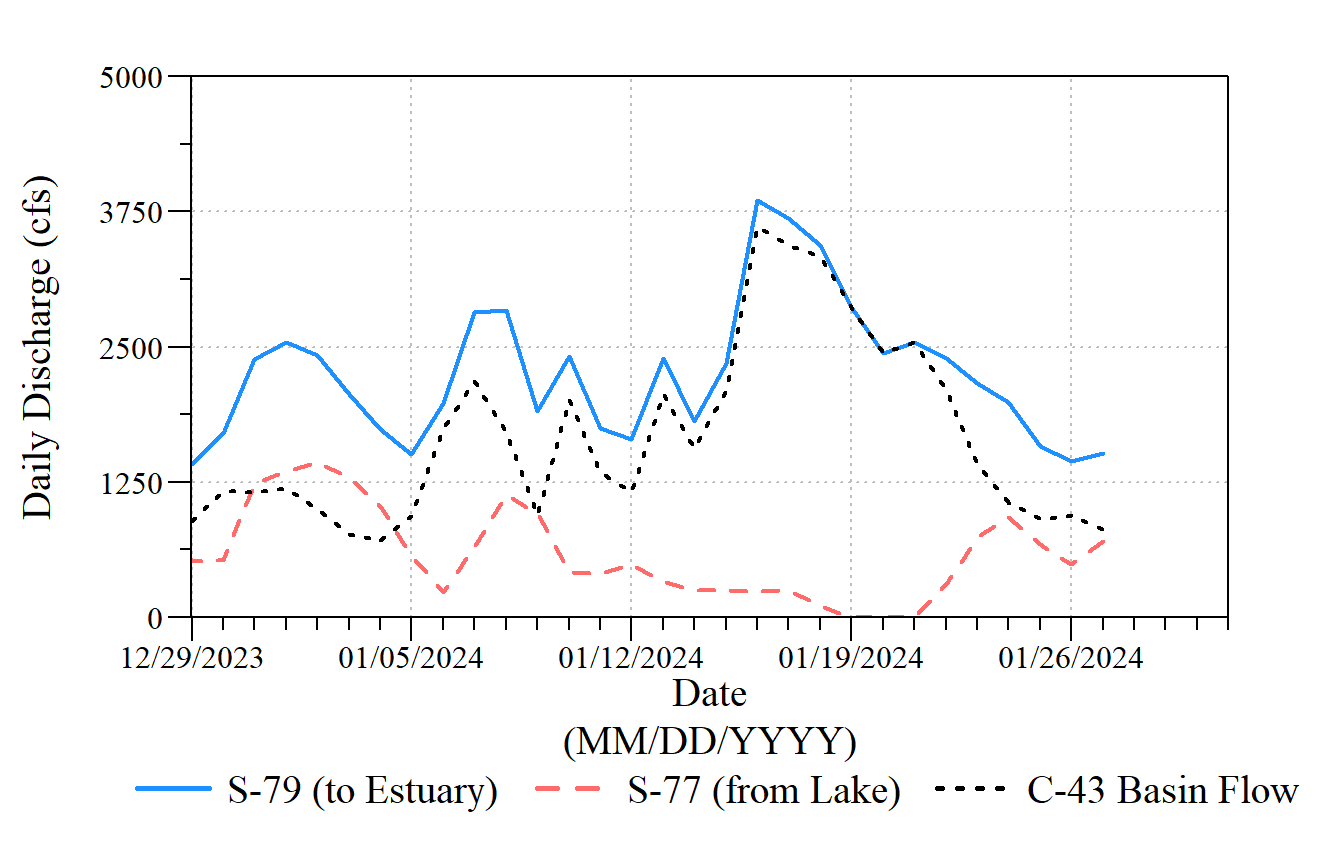 5000
3750
2500
1250
0
Daily Discharge (cfs)
12/29/2023 01/05/2024 01/12/2024 01/19/2024 01/26/2024
Date
(MM/DD/YYYY)
S-79 (to Estuary) S-77 (from Lake) C-43 Basin Flow